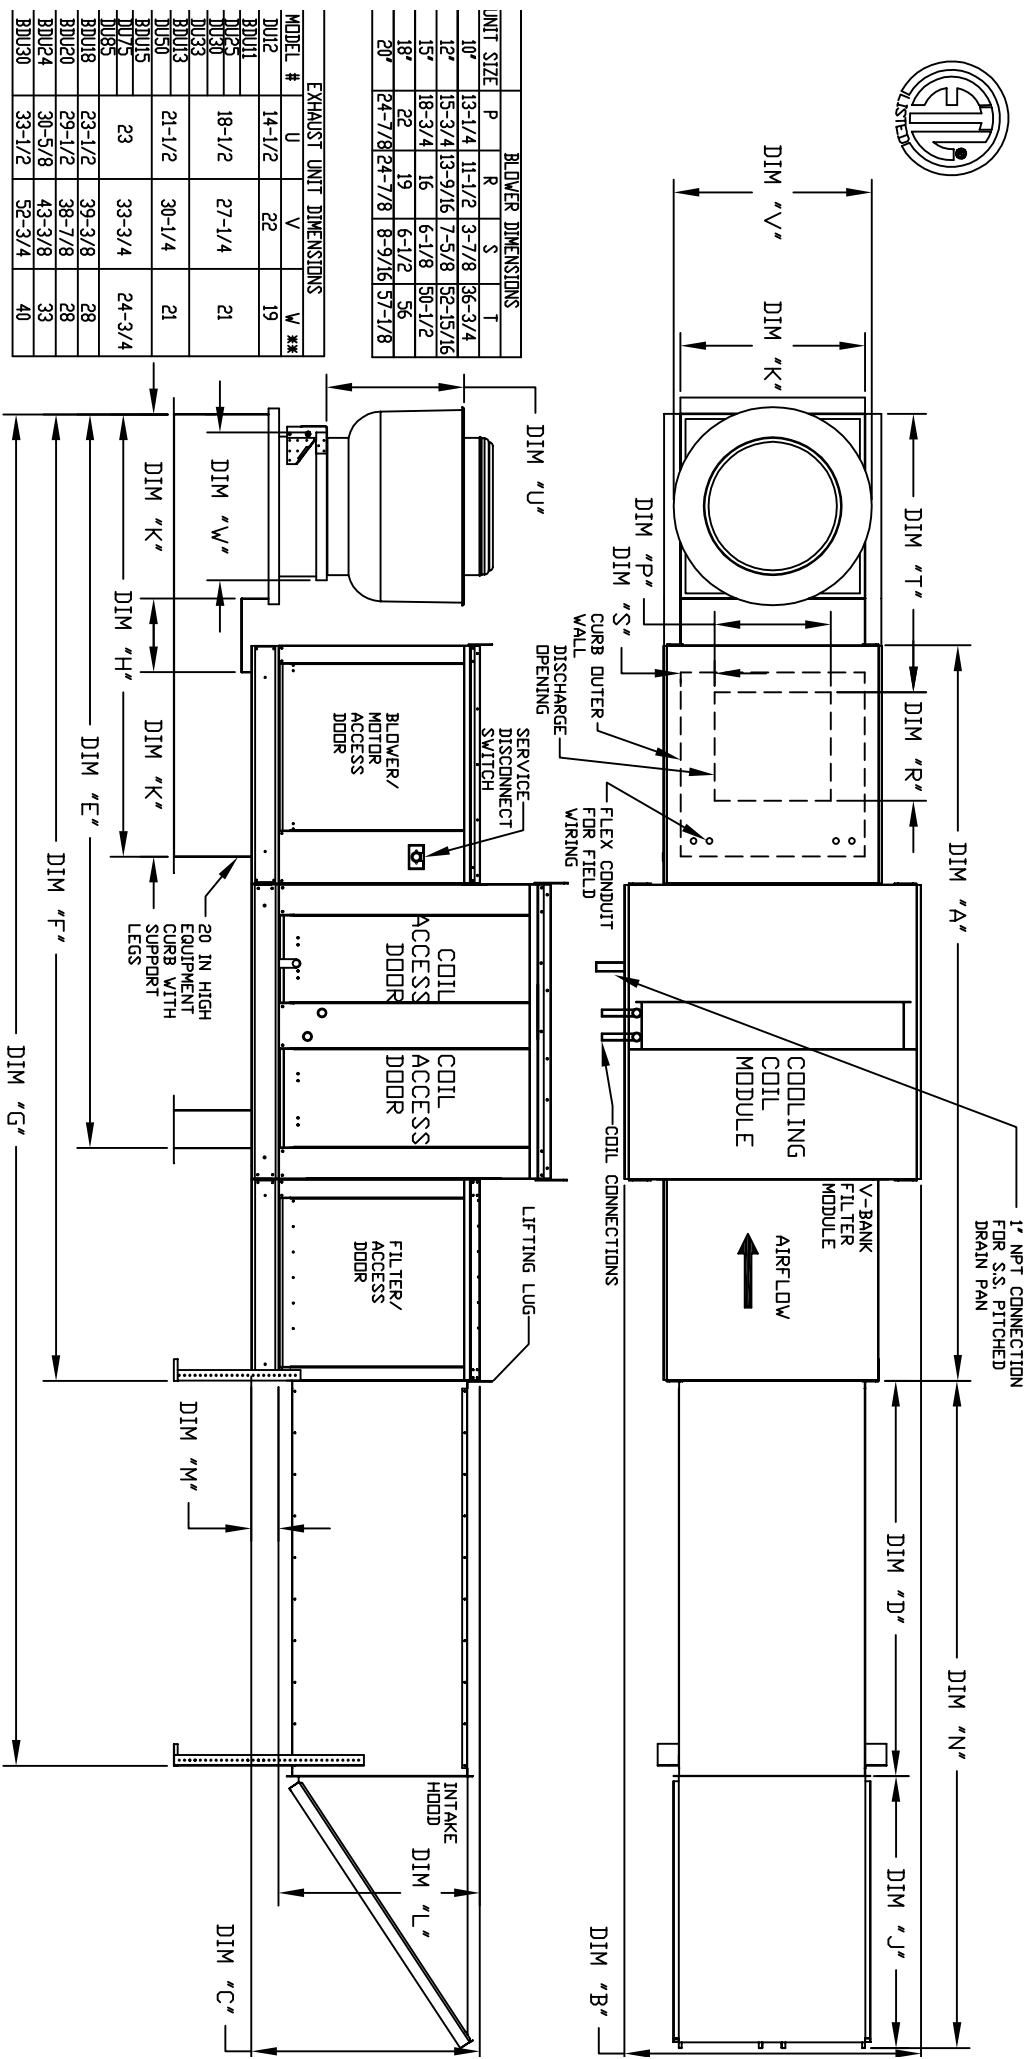 LISTED
1" NPT CONNECTION
FOR S.S. PITCHED
DRAIN PAN
DIM "A"
DIM "N"
DIM "T"
DIM "R"
DIM "D"
DIM "J"
V-BANK
FILTER
MODULE
AIRFLOW
COOLING
COIL
MODULE
DIM "V"
DIM "K"
DIM "P"
DIM "S"
CURB OUTER
WALL
DISCHARGE
OPENING
FLEX CONDUIT
FOR FIELD
WIRING
COIL CONNECTIONS
DIM "B"
DIM "U"
SERVICE
DISCONNECT
SWITCH
LIFTING LUG
BLOWER/
MOTOR
ACCESS
DOOR
COIL
ACCESS
DOOR
COIL
ACCESS
DOOR
FILTER/
ACCESS
DOOR
INTAKE
HOOD
DIM "L"
DIM "C"
DIM "W"
DIM "M"
20 IN HIGH
EQUIPMENT
CURB WITH
SUPPORT
LEGS
DIM "K"
DIM "K"
DIM "H"
DIM "E"
DIM "F"
DIM "G"
BLOWER DIMENSIONS
UNIT SIZE P R S T
10" 13-1/4 11-1/2 3-7/8 36-3/4
12" 15-3/4 13-9/16 7-5/8 52-15/16
15" 18-3/4 16 6-1/8 50-1/2
18" 22 19 6-1/2 56
20" 24-7/8 24-7/8 8-9/16 57-1/8
EXHAUST UNIT DIMENSIONS
MODEL # U V W **
DU12 14-1/2 22 19
BDU11
DU25
DU30
DU33
18-1/2 27-1/4 21
BDU13
DU50
21-1/2 30-1/4 21
BDU15
DU75
DU85
23 33-3/4 24-3/4
BDU18 23-1/2 39-3/8 28
BDU20 29-1/2 38-7/8 28
BDU24 30-5/8 43-3/8 33
BDU30 33-1/2 52-3/4 40